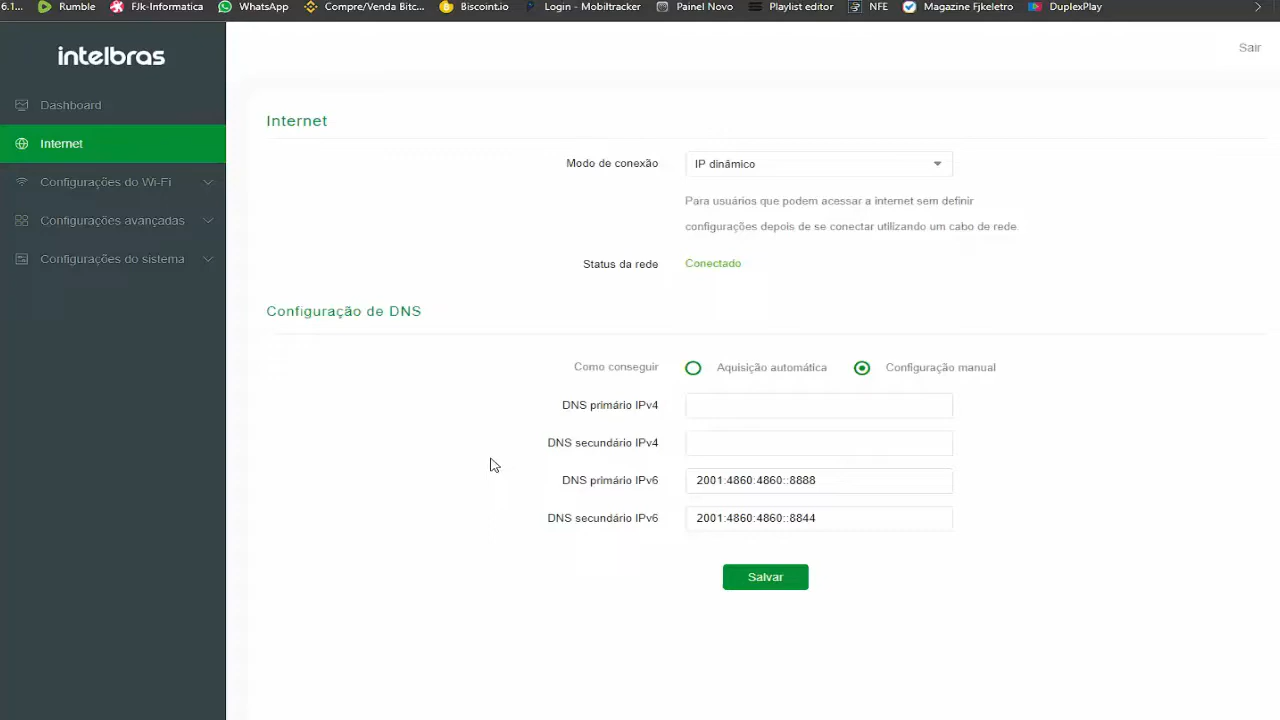 6.1... Rumble FJk-Informatica WhatsApp Compre/Venda Bitc... Biscont.io Login - Mobiltracker Painel Novo Playlist editor NFE Magazine Fjkeletro DuplexPlay
intelbras
Sair
Dashboard
Internet
Configurações do Wi-Fi
Configurações avançadas
Configurações do sistema
Internet
Modo de conexão IP dinâmico
Para usuários que podem acessar a internet sem definir
configurações depois de se conectar utilizando um cabo de rede.
Status da rede Conectado
Configuração de DNS
Como conseguir Aquisição automática Configuração manual
DNS primário IPv4
DNS secundário IPv4
DNS primário IPv6 2001:4860:4860::8888
DNS secundário IPv6 2001:4860:4860::8844
Salvar